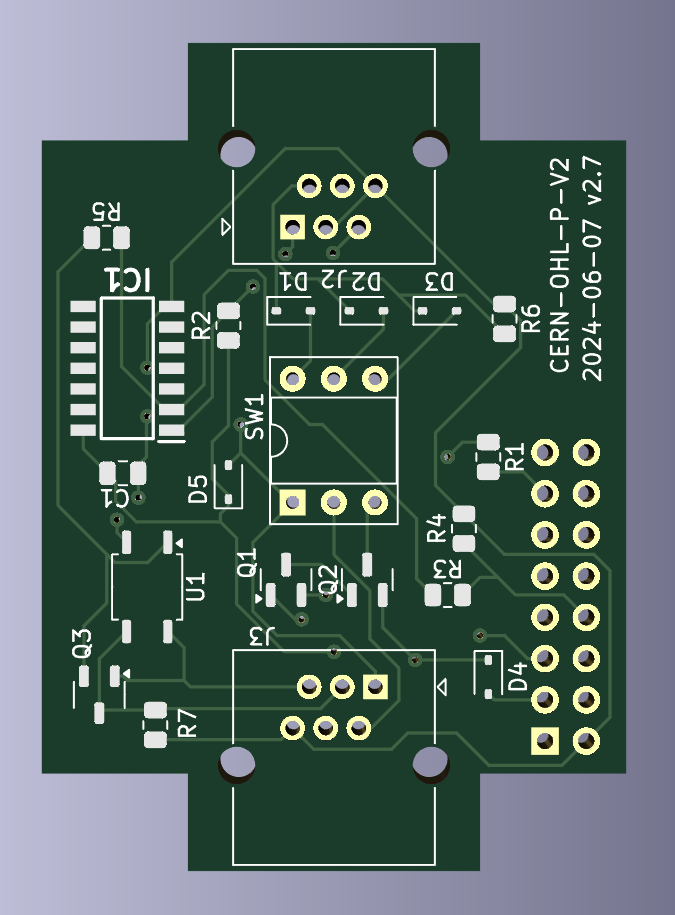 CERN-OHL-P-V2
2024-06-07 v2.7
R5
IC1
R2
D1
J2
D2
D3
R6
SW1
C1
D5
R1
R4
Q1
Q2
R3
U1
Q3
J3
D4
R7